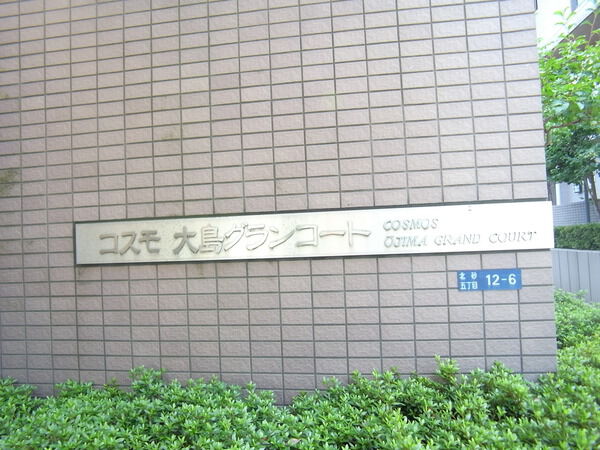 コスモ 大島グランコート
COSMOS
OJIMA GRAND COURT
北砂
五丁目
12-6